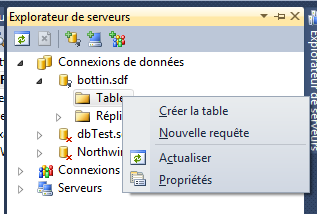 Explorateur de serveurs
Connexions de données
bottin.sdf
Table
Répli
dbTest.s
Northwin
Connexions
Serveurs
Créer la table
Nouvelle requête
Actualiser
Propriétés
Explorateur de serveurs